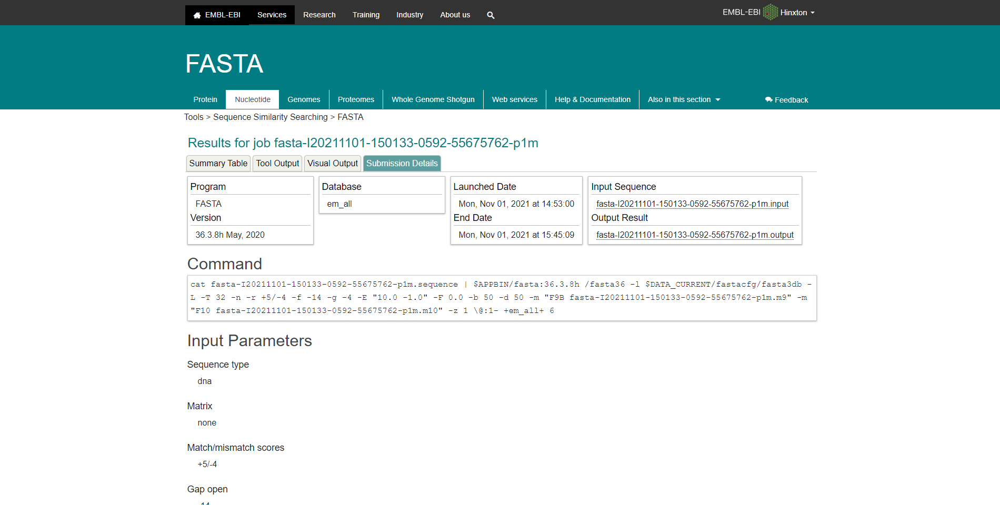 EMBL-EBI Services Research Training Industry About us EMBL-EBI Hinxton
FASTA
Protein Nucleotide Genomes Proteomes Whole Genome Shotgun Web services Help & Documentation Also in this section Feedback
Tools > Sequence Similarity Searching > FASTA
Results for job fasta-I20211101-150133-0592-55675762-p1m
Summary Table Tool Output Visual Output Submission Details
Program
FASTA
Version
36.3.8h May, 2020
Database
em_all
Launched Date
Mon, Nov 01, 2021 at 14:53:00
End Date
Mon, Nov 01, 2021 at 15:45:09
Input Sequence
fasta-I20211101-150133-0592-55675762-p1m.input
Output Result
fasta-I20211101-150133-0592-55675762-p1m.output
Command
cat fasta-I20211101-150133-0592-55675762-p1m.sequence | $APPBIN/fasta:36.3.8h /fasta36 -l $DATA_CURRENT/fastacfg/fasta3db -
L -T 32 -n -r +5/-4 -f -14 -g -4 -E "10.0 -1.0" -F 0.0 -b 50 -d 50 -m "F9B fasta-I20211101-150133-0592-55675762-p1m.m9" -m
"F10 fasta-I20211101-150133-0592-55675762-p1m.m10" -z 1 \@:1- +em_all+ 6
Input Parameters
Sequence type
dna
Matrix
none
Match/mismatch scores
+5/-4
Gap open
-14